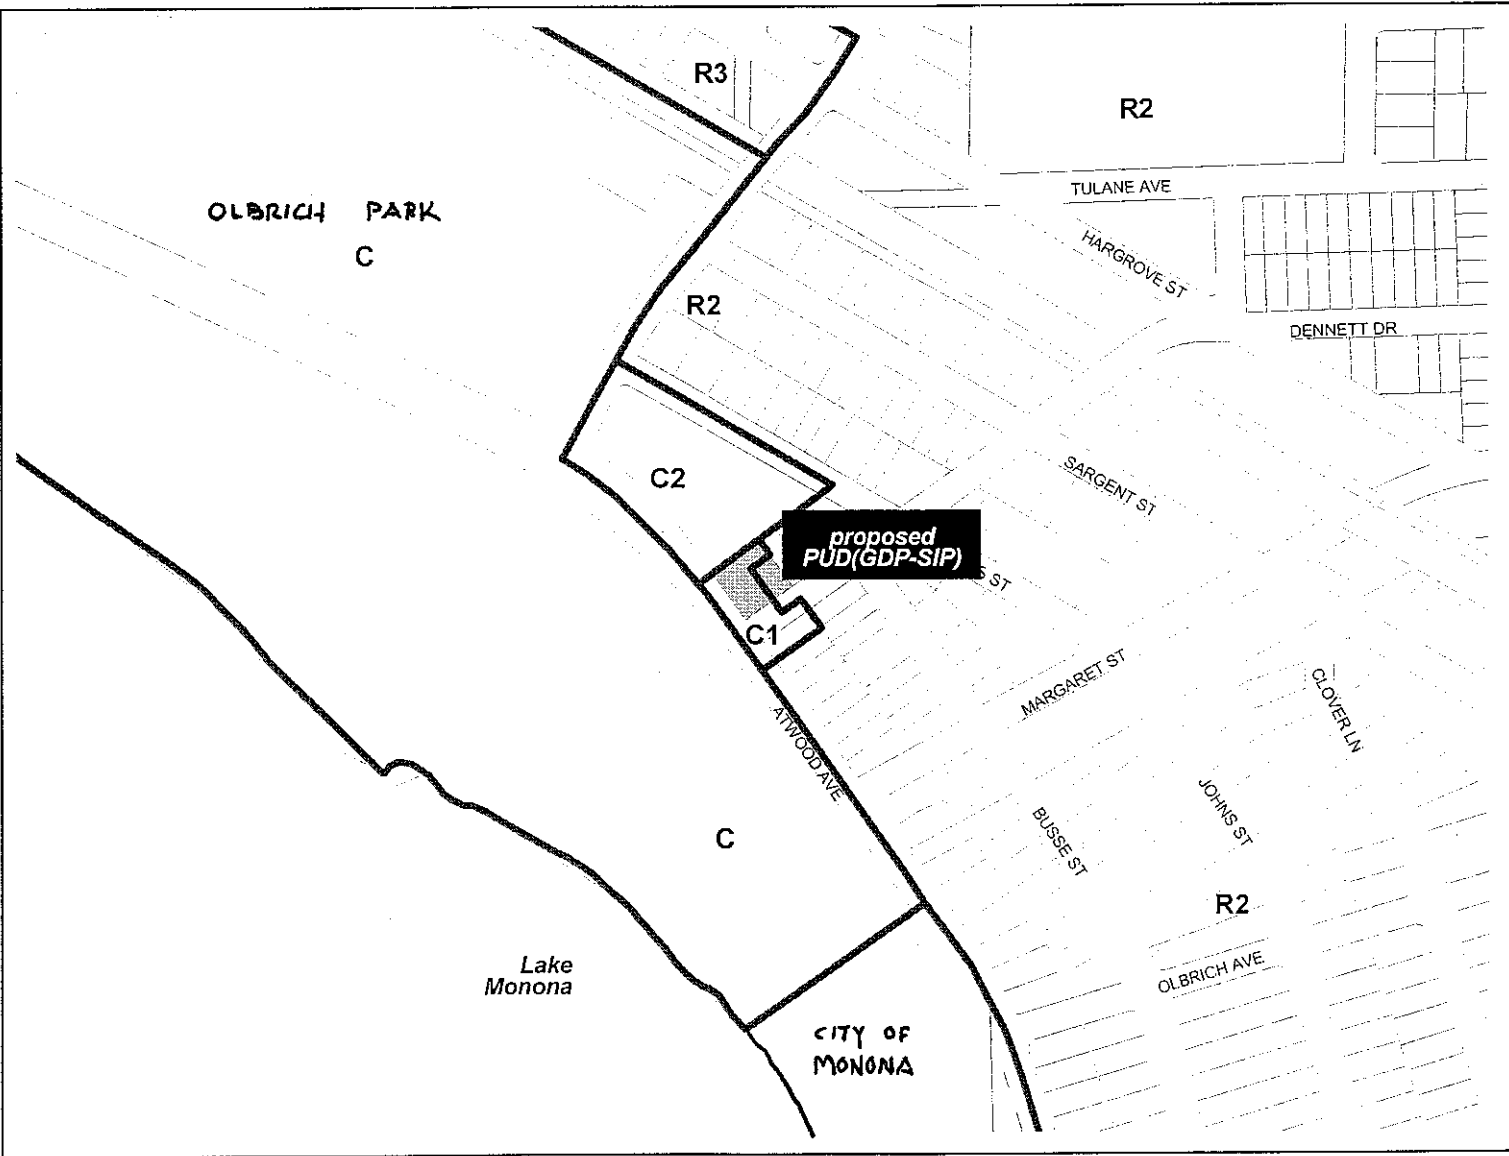 R3
R2
TULANE AVE
OLBRICH PARK
C
HARGROVE ST
R2
DENNETT DR
C2
SARGENT ST
proposed
PUD(GDP-SIP)
S ST
C1
MARGARET ST
CLOVER LN
ATWOOD AVE
JOHNS ST
BUSSE ST
C
R2
OLBRICH AVE
Lake
Monona
CITY OF
MONONA